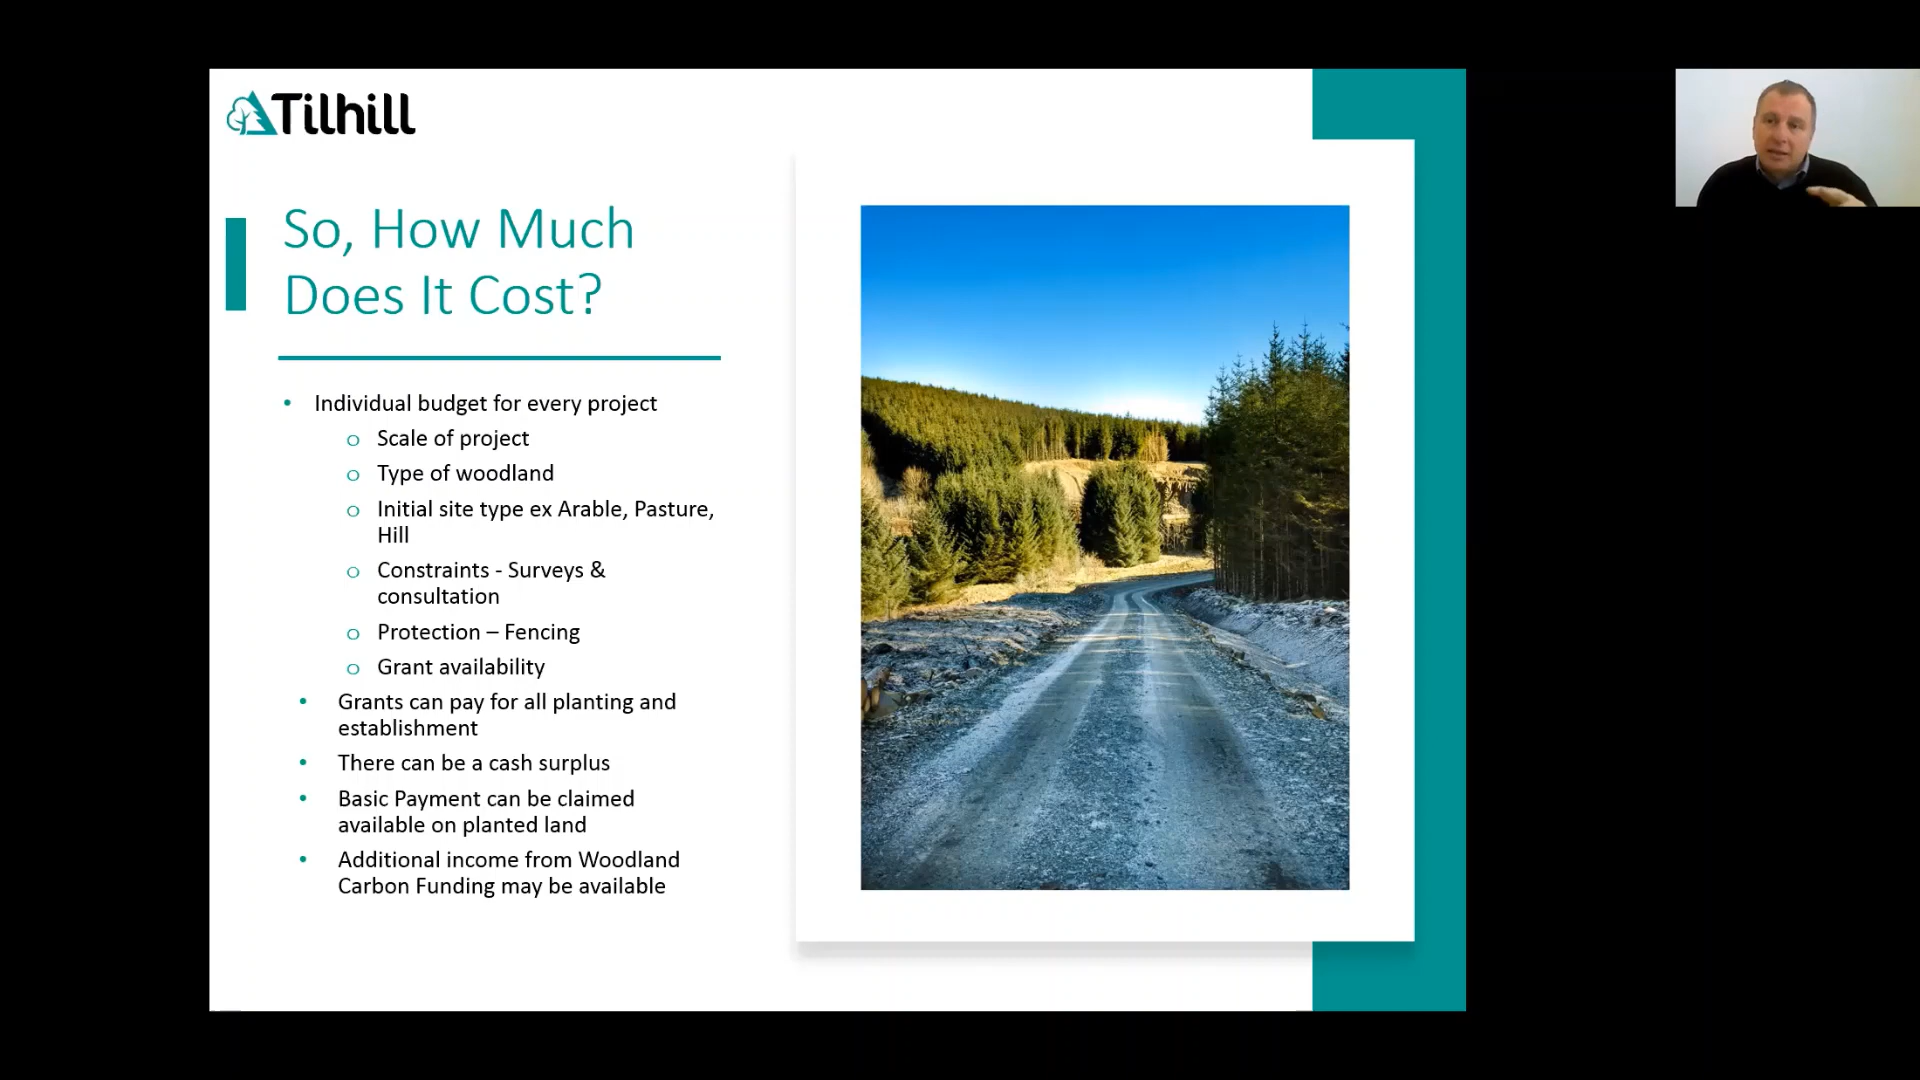 Tilhill
So, How Much
Does It Cost?
• Individual budget for every project
o Scale of project
o Type of woodland
o Initial site type ex Arable, Pasture,
Hill
o Constraints - Surveys &
consultation
o Protection – Fencing
o Grant availability
• Grants can pay for all planting and
establishment
• There can be a cash surplus
• Basic Payment can be claimed
available on planted land
• Additional income from Woodland
Carbon Funding may be available